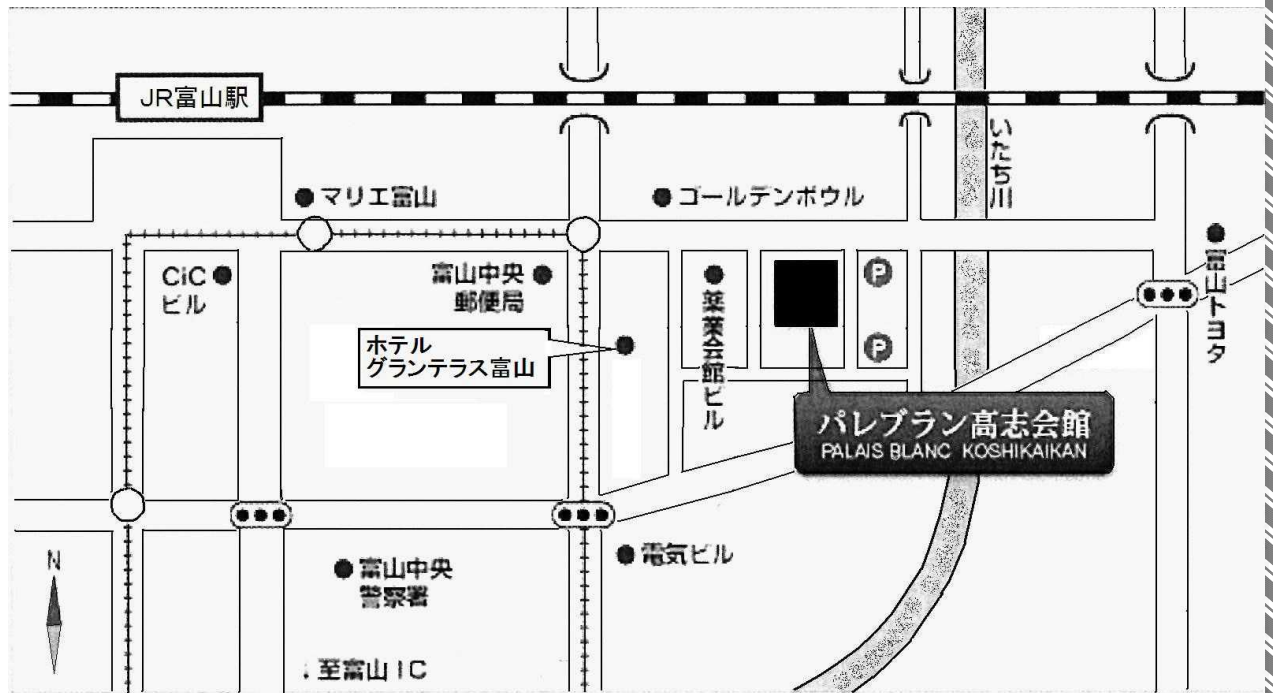 JR富山駅
いたち川
マリエ富山
ゴールデンボウル
CiC
ビル
富山中央
郵便局
薬業会館ビル
P
P
富山トヨタ
ホテル
グランテラス富山
パレブラン高志会館
PALAIS BLANC KOSHIKAIKAN
電気ビル
N
富山中央
警察署
至富山IC